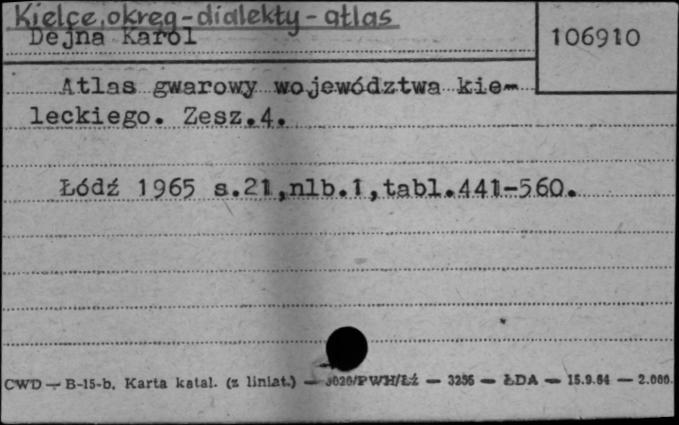 Kielce, okręg - dialekty - atlas
Dejna Karol
106910
Atlas gwarowy województwa kie-
leckiego. Zesz.4.
Łódź 1965 s.21,nlb.1,tabl.441-560.
CWD — B-15-b. Karta katal. (z liniat.) — 3020/PWH/Łź — 3256 — ŁDA — 15.9.64 — 2.000.